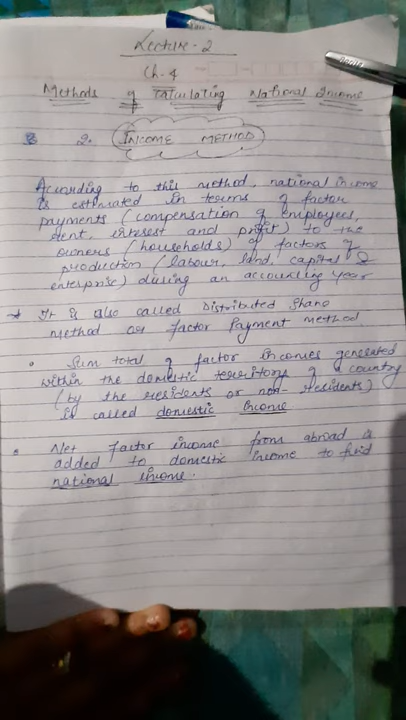 Lecture - 2
Ch-4
Methods of Calculating National Income
2. INCOME METHOD
According to this method, national income
is estimated in terms of factor
payments (compensation of employees,
rent, interest and profit) to the
owners (households) of factors of
production (labour, land, capital &
enterprise) during an accounting year
→ It is also called Distributed Share
method or factor Payment method
• Sum total of factor incomes generated
within the domestic territory of a country
(by the residents or non-residents)
is called domestic income
• Net factor income from abroad is
added to domestic income to find
national income.